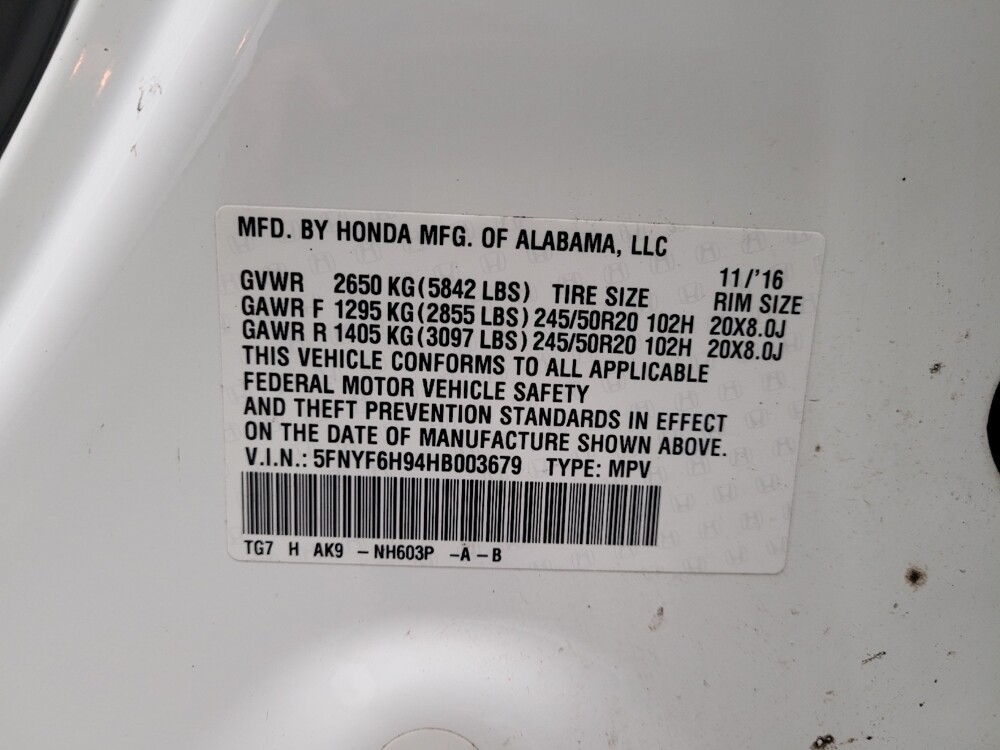 MFD. BY HONDA MFG. OF ALABAMA, LLC
11/'16
GVWR 2650 KG (5842 LBS) TIRE SIZE RIM SIZE
GAWR F 1295 KG (2855 LBS) 245/50R20 102H 20X8.0J
GAWR R 1405 KG (3097 LBS) 245/50R20 102H 20X8.0J
THIS VEHICLE CONFORMS TO ALL APPLICABLE
FEDERAL MOTOR VEHICLE SAFETY
AND THEFT PREVENTION STANDARDS IN EFFECT
ON THE DATE OF MANUFACTURE SHOWN ABOVE.
V.I.N.: 5FNYF6H94HB003679 TYPE: MPV
TG7 H AK9 -NH603P -A-B